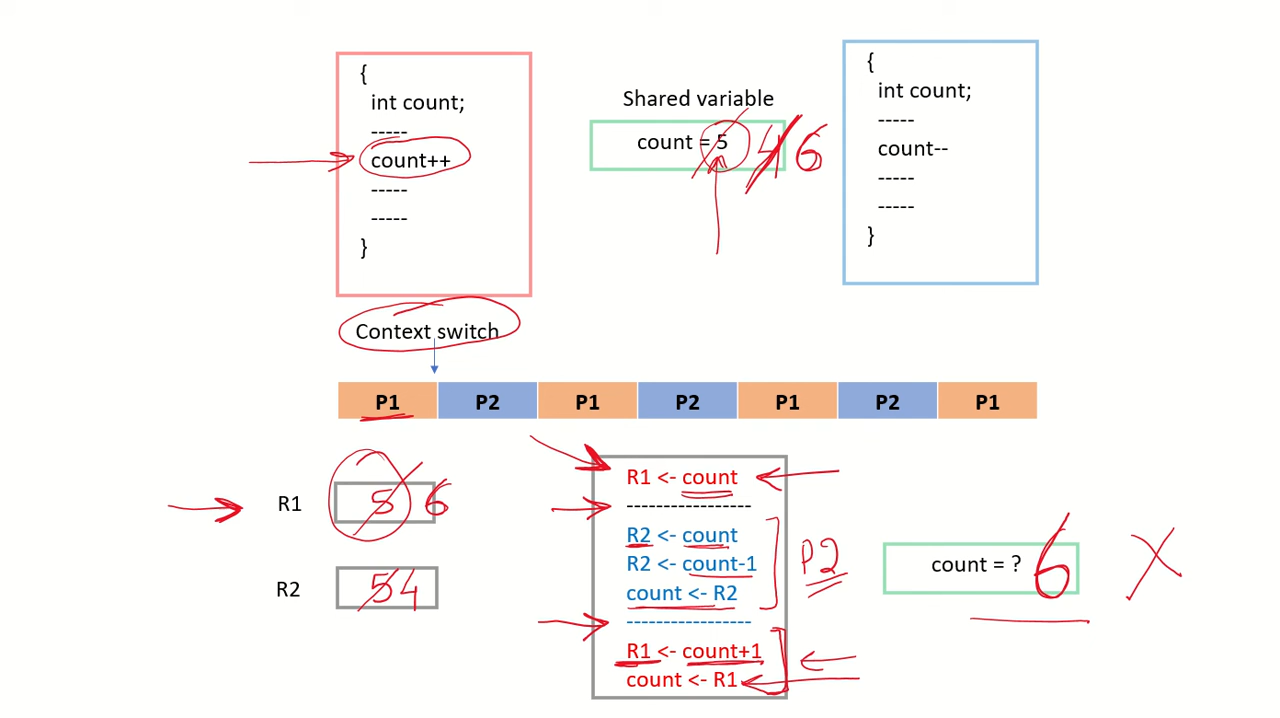 {
int count;
-----
count++
-----
-----
}
Shared variable
count = 5 4 6
{
int count;
-----
count--
-----
-----
}
Context switch
P1 P2 P1 P2 P1 P2 P1
R1 5 6
R2 5 4
R1 <- count
-----------------
R2 <- count
R2 <- count-1
count <- R2
-----------------
R1 <- count+1
count <- R1
P2
count = ? 6 X